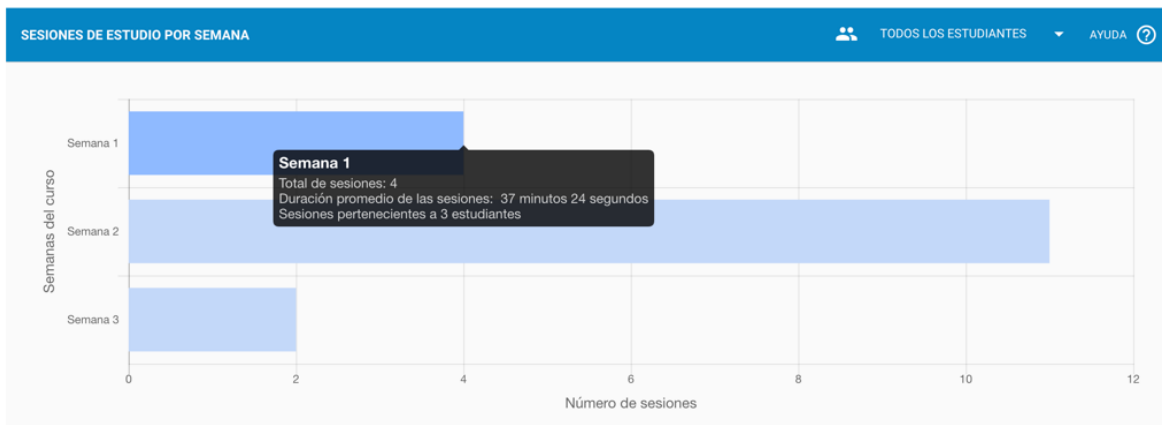 SESIONES DE ESTUDIO POR SEMANA
TODOS LOS ESTUDIANTES
AYUDA ?
Semanas del curso
Semana 1
Semana 1
Total de sesiones: 4
Duración promedio de las sesiones: 37 minutos 24 segundos
Sesiones pertenecientes a 3 estudiantes
Semana 2
Semana 3
0 2 4 6 8 10 12
Número de sesiones